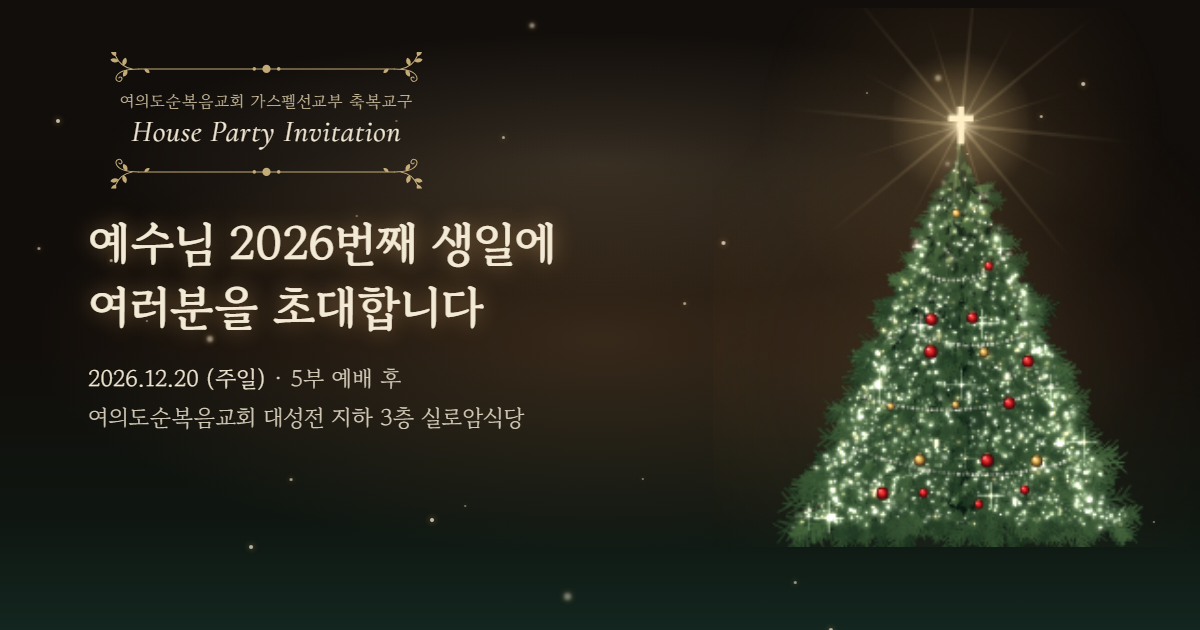 여의도순복음교회 가스펠선교부 축복교구
House Party Invitation
예수님 2026번째 생일에
여러분을 초대합니다
2026.12.20 (주일) · 5부 예배 후
여의도순복음교회 대성전 지하 3층 실로암식당